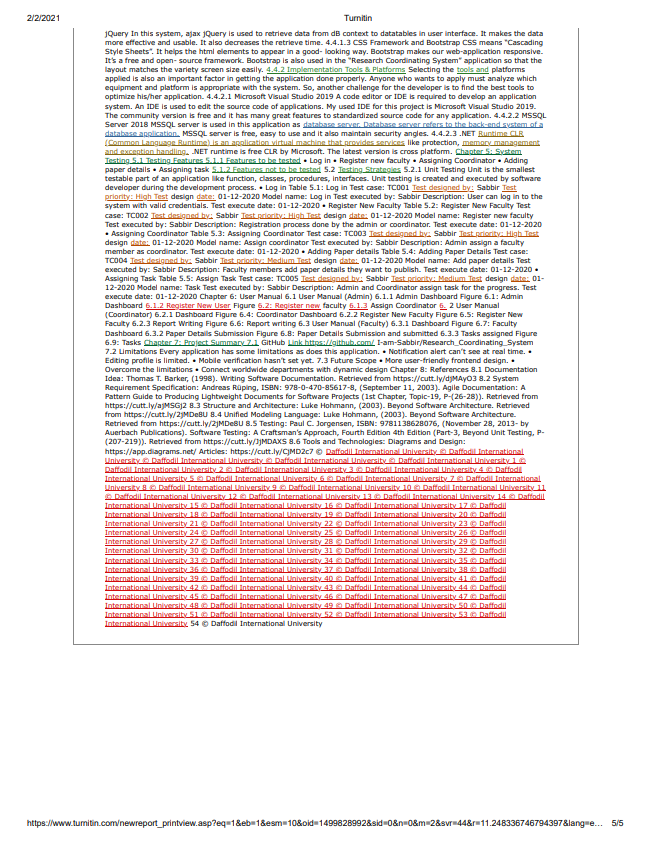 2/2/2021
Turnitin
jQuery In this system, ajax jQuery is used to retrieve data from dB context to datatables in user interface. It makes the data
more effective and usable. It also decreases the retrieve time. 4.4.1.3 CSS Framework and Bootstrap CSS means “Cascading
Style Sheets”. It helps the html elements to appear in a good- looking way. Bootstrap makes our web-application responsive.
It’s a free and open- source framework. Bootstrap is also used in the “Research Coordinating System” application so that the
layout matches the variety screen size easily. 4.4.2 Implementation Tools & Platforms Selecting the tools and platforms
applied is also an important factor in getting the application done properly. Anyone who wants to apply must analyze which
equipment and platform is appropriate with the system. So, another challenge for the developer is to find the best tools to
optimize his/her application. 4.4.2.1 Microsoft Visual Studio 2019 A code editor or IDE is required to develop an application
system. An IDE is used to edit the source code of applications. My used IDE for this project is Microsoft Visual Studio 2019.
The community version is free and it has many great features to standardized source code for any application. 4.4.2.2 MSSQL
Server 2018 MSSQL server is used in this application as database server. Database server refers to the back-end system of a
database application. MSSQL server is free, easy to use and it also maintain security angles. 4.4.2.3 .NET Runtime CLR
(Common Language Runtime) is an application virtual machine that provides services like protection, memory management
and exception handling. .NET runtime is free CLR by Microsoft. The latest version is cross platform. Chapter 5: System
Testing 5.1 Testing Features 5.1.1 Features to be tested • Log in • Register new faculty • Assigning Coordinator • Adding
paper details • Assigning task 5.1.2 Features not to be tested 5.2 Testing Strategies 5.2.1 Unit Testing Unit is the smallest
testable part of an application like function, classes, procedures, interfaces. Unit testing is created and executed by software
developer during the development process. • Log in Table 5.1: Log in Test case: TC001 Test designed by: Sabbir Test
priority: High Test design date: 01-12-2020 Model name: Log in Test executed by: Sabbir Description: User can log in to the
system with valid credentials. Test execute date: 01-12-2020 • Register New Faculty Table 5.2: Register New Faculty Test
case: TC002 Test designed by: Sabbir Test priority: High Test design date: 01-12-2020 Model name: Register new faculty
Test executed by: Sabbir Description: Registration process done by the admin or coordinator. Test execute date: 01-12-2020
• Assigning Coordinator Table 5.3: Assigning Coordinator Test case: TC003 Test designed by: Sabbir Test priority: High Test
design date: 01-12-2020 Model name: Assign coordinator Test executed by: Sabbir Description: Admin assign a faculty
member as coordinator. Test execute date: 01-12-2020 • Adding Paper details Table 5.4: Adding Paper Details Test case:
TC004 Test designed by: Sabbir Test priority: Medium Test design date: 01-12-2020 Model name: Add paper details Test
executed by: Sabbir Description: Faculty members add paper details they want to publish. Test execute date: 01-12-2020 •
Assigning Task Table 5.5: Assign Task Test case: TC005 Test designed by: Sabbir Test priority: Medium Test design date: 01-
12-2020 Model name: Task Test executed by: Sabbir Description: Admin and Coordinator assign task for the progress. Test
execute date: 01-12-2020 Chapter 6: User Manual 6.1 User Manual (Admin) 6.1.1 Admin Dashboard Figure 6.1: Admin
Dashboard 6.1.2 Register New User Figure 6.2: Register new faculty 6.1.3 Assign Coordinator 6. 2 User Manual
(Coordinator) 6.2.1 Dashboard Figure 6.4: Coordinator Dashboard 6.2.2 Register New Faculty Figure 6.5: Register New
Faculty 6.2.3 Report Writing Figure 6.6: Report writing 6.3 User Manual (Faculty) 6.3.1 Dashboard Figure 6.7: Faculty
Dashboard 6.3.2 Paper Details Submission Figure 6.8: Paper Details Submission and submitted 6.3.3 Tasks assigned Figure
6.9: Tasks Chapter 7: Project Summary 7.1 GitHub Link https://github.com/ I-am-Sabbir/Research_Coordinating_System
7.2 Limitations Every application has some limitations as does this application. • Notification alert can’t see at real time. •
Editing profile is limited. • Mobile verification hasn’t set yet. 7.3 Future Scope • More user-friendly frontend design. •
Overcome the limitations • Connect worldwide departments with dynamic design Chapter 8: References 8.1 Documentation
Idea: Thomas T. Barker, (1998). Writing Software Documentation. Retrieved from https://cutt.ly/djMAyO3 8.2 System
Requirement Specification: Andreas Rüping, ISBN: 978-0-470-85617-8, (September 11, 2003). Agile Documentation: A
Pattern Guide to Producing Lightweight Documents for Software Projects (1st Chapter, Topic-19, P-(26-28)). Retrieved from
https://cutt.ly/ajMSGj2 8.3 Structure and Architecture: Luke Hohmann, (2003). Beyond Software Architecture. Retrieved
from https://cutt.ly/2jMDe8U 8.4 Unified Modeling Language: Luke Hohmann, (2003). Beyond Software Architecture.
Retrieved from https://cutt.ly/2jMDe8U 8.5 Testing: Paul C. Jorgensen, ISBN: 9781138628076, (November 28, 2013- by
Auerbach Publications). Software Testing: A Craftsman’s Approach, Fourth Edition 4th Edition (Part-3, Beyond Unit Testing, P-
(207-219)). Retrieved from https://cutt.ly/JjMDAXS 8.6 Tools and Technologies: Diagrams and Design:
https://app.diagrams.net/ Articles: https://cutt.ly/CjMD2c7 © Daffodil International University © Daffodil International
University © Daffodil International University © Daffodil International University © Daffodil International University 1 ©
Daffodil International University 2 © Daffodil International University 3 © Daffodil International University 4 © Daffodil
International University 5 © Daffodil International University 6 © Daffodil International University 7 © Daffodil International
University 8 © Daffodil International University 9 © Daffodil International University 10 © Daffodil International University 11
© Daffodil International University 12 © Daffodil International University 13 © Daffodil International University 14 © Daffodil
International University 15 © Daffodil International University 16 © Daffodil International University 17 © Daffodil
International University 18 © Daffodil International University 19 © Daffodil International University 20 © Daffodil
International University 21 © Daffodil International University 22 © Daffodil International University 23 © Daffodil
International University 24 © Daffodil International University 25 © Daffodil International University 26 © Daffodil
International University 27 © Daffodil International University 28 © Daffodil International University 29 © Daffodil
International University 30 © Daffodil International University 31 © Daffodil International University 32 © Daffodil
International University 33 © Daffodil International University 34 © Daffodil International University 35 © Daffodil
International University 36 © Daffodil International University 37 © Daffodil International University 38 © Daffodil
International University 39 © Daffodil International University 40 © Daffodil International University 41 © Daffodil
International University 42 © Daffodil International University 43 © Daffodil International University 44 © Daffodil
International University 45 © Daffodil International University 46 © Daffodil International University 47 © Daffodil
International University 48 © Daffodil International University 49 © Daffodil International University 50 © Daffodil
International University 51 © Daffodil International University 52 © Daffodil International University 53 © Daffodil
International University 54 © Daffodil International University
https://www.turnitin.com/newreport_printview.asp?eq=1&eb=1&esm=10&oid=1499828992&sid=0&n=0&m=2&svr=44&r=11.248336746794397&lang=e...
5/5